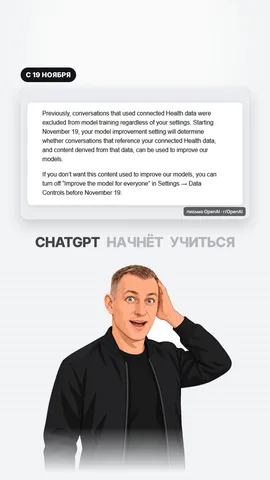 С 19 НОЯБРЯ
Previously, conversations that used connected Health data were
excluded from model training regardless of your settings. Starting
November 19, your model improvement setting will determine
whether conversations that reference your connected Health data,
and content derived from that data, can be used to improve our
models.
If you don't want this content used to improve our models, you can
turn off "Improve the model for everyone" in Settings → Data
Controls before November 19.
письмо OpenAI · r/OpenAI
CHATGPT НАЧНЁТ УЧИТЬСЯ